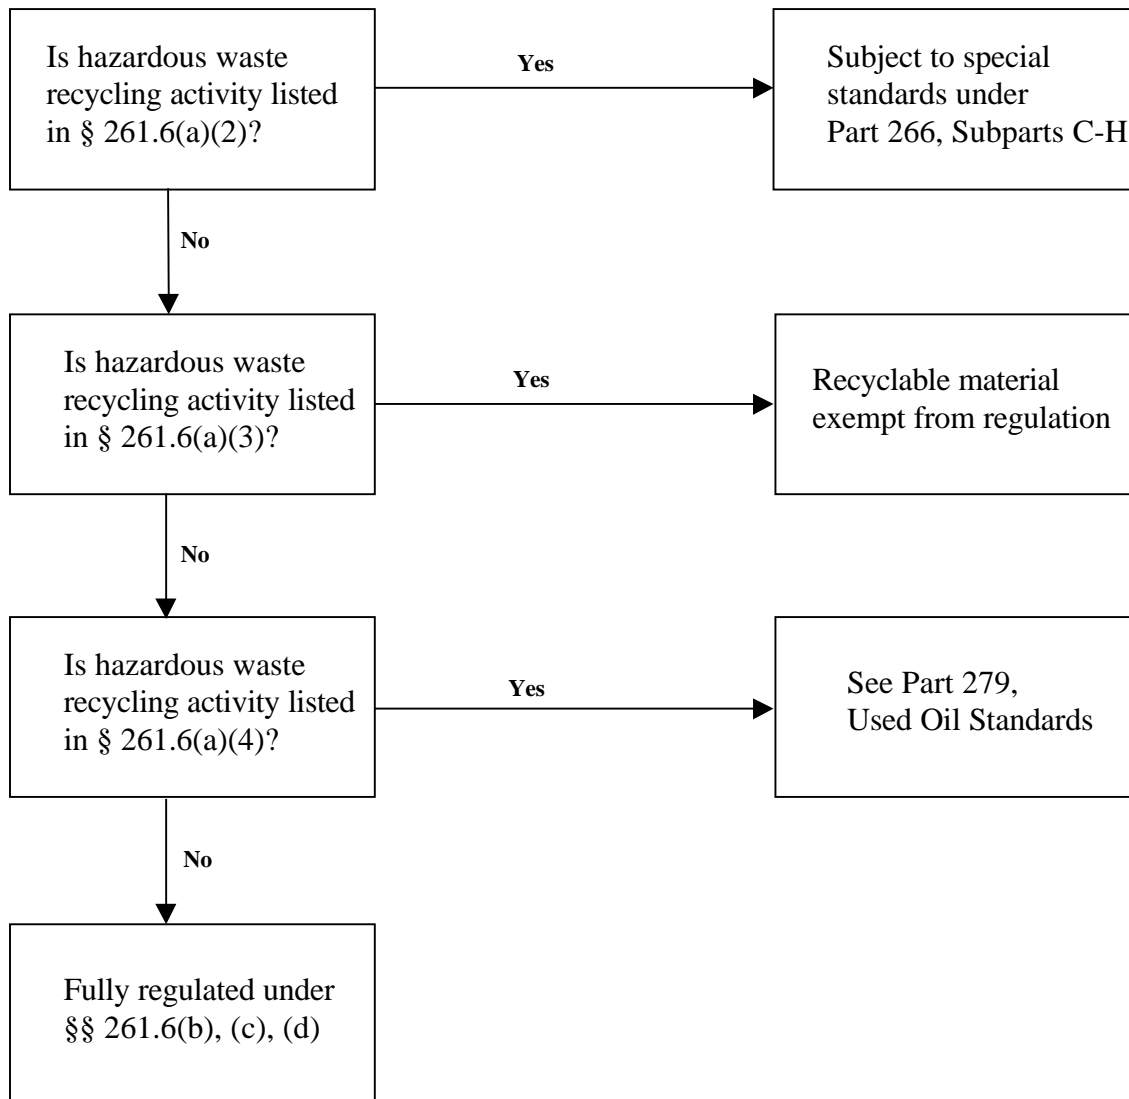 Is hazardous waste
recycling activity listed
in § 261.6(a)(2)?
Yes
Subject to special
standards under
Part 266, Subparts C-H
No
Is hazardous waste
recycling activity listed
in § 261.6(a)(3)?
Yes
Recyclable material
exempt from regulation
No
Is hazardous waste
recycling activity listed
in § 261.6(a)(4)?
Yes
See Part 279,
Used Oil Standards
No
Fully regulated under
§§ 261.6(b), (c), (d)